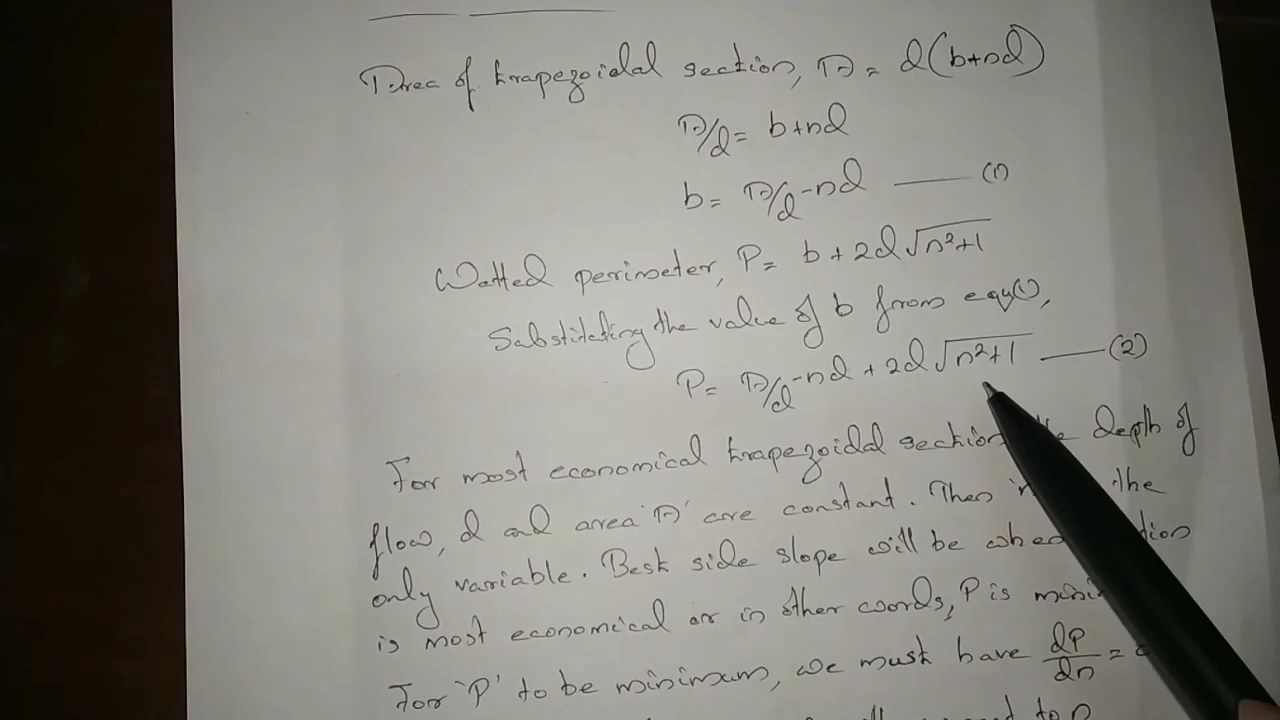 Area of trapezoidal section, A = d(b+nd)
A/d = b+nd
b = A/d - nd —— (1)
Wetted perimeter, P = b + 2d√n²+1
Substituting the value of b from equ(1),
P = A/d - nd + 2d√n²+1 —— (2)
For most economical trapezoidal section depth of
flow, d and area 'A' are constant. Then the
only variable. Best side slope will be when
is most economical or in other words, P is
For 'P' to be minimum, we must have dP/dn =
to n